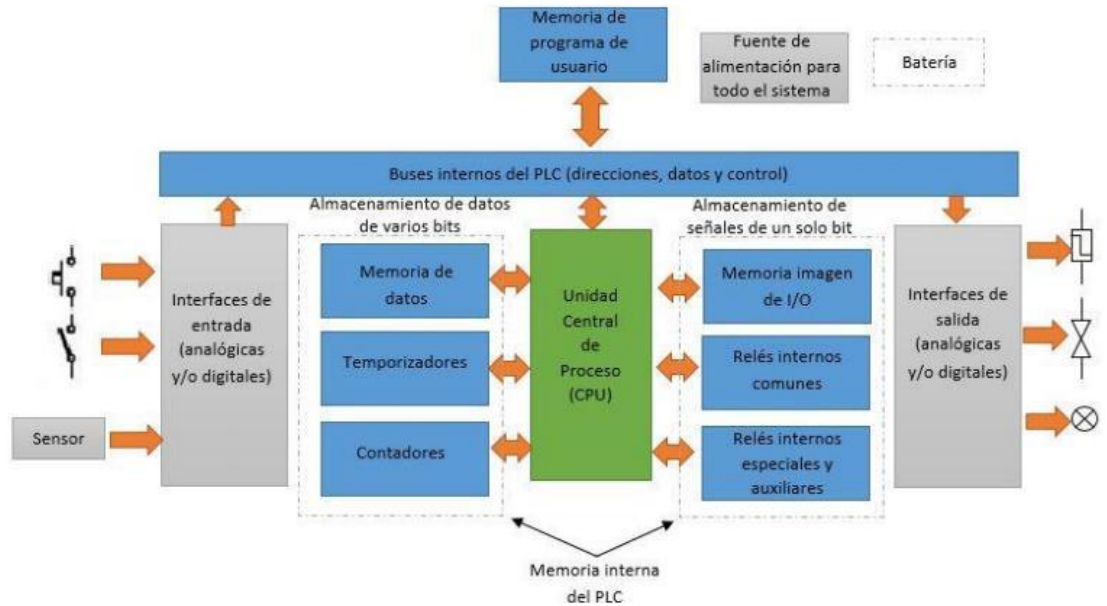 Memoria de
programa de
usuario
Fuente de
alimentación para
todo el sistema
Batería
Buses internos del PLC (direcciones, datos y control)
Almacenamiento de datos
de varios bits
Almacenamiento de
señales de un solo bit
Interfaces de
entrada
(analógicas
y/o digitales)
Sensor
Memoria de
datos
Temporizadores
Contadores
Unidad
Central
de
Proceso
(CPU)
Memoria imagen
de I/O
Relés internos
comunes
Relés internos
especiales y
auxiliares
Interfaces de
salida
(analógicas
y/o digitales)
Memoria interna
del PLC